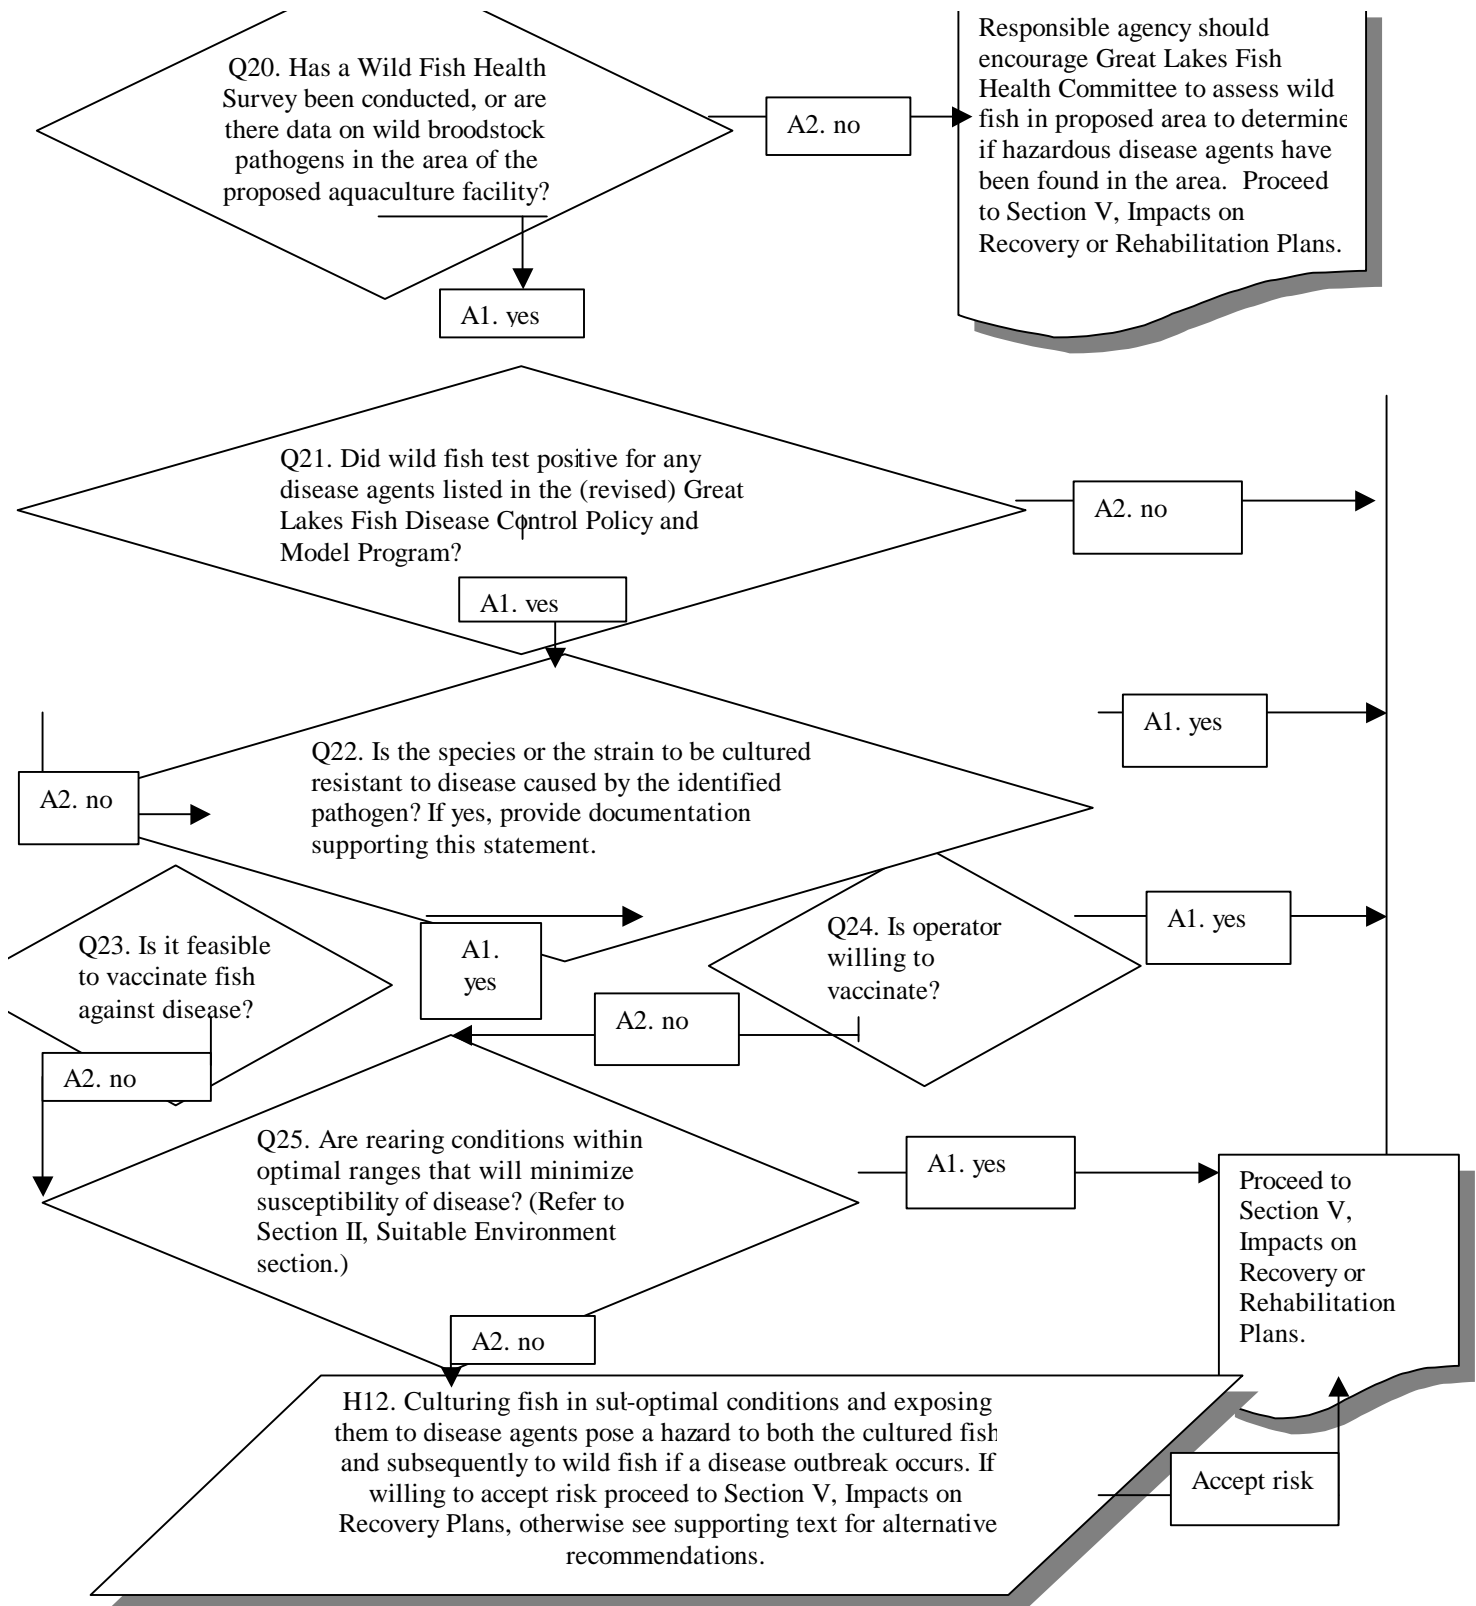 Q20. Has a Wild Fish Health
Survey been conducted, or are
there data on wild broodstock
pathogens in the area of the
proposed aquaculture facility?
A2. no
Responsible agency should
encourage Great Lakes Fish
Health Committee to assess wild
fish in proposed area to determine
if hazardous disease agents have
been found in the area. Proceed
to Section V, Impacts on
Recovery or Rehabilitation Plans.
A1. yes
Q21. Did wild fish test positive for any
disease agents listed in the (revised) Great
Lakes Fish Disease Control Policy and
Model Program?
A2. no
A1. yes
A1. yes
Q22. Is the species or the strain to be cultured
resistant to disease caused by the identified
pathogen? If yes, provide documentation
supporting this statement.
A2. no
Q23. Is it feasible
to vaccinate fish
against disease?
A1.
yes
Q24. Is operator
willing to
vaccinate?
A1. yes
A2. no
A2. no
Q25. Are rearing conditions within
optimal ranges that will minimize
susceptibility of disease? (Refer to
Section II, Suitable Environment
section.)
A1. yes
Proceed to
Section V,
Impacts on
Recovery or
Rehabilitation
Plans.
A2. no
H12. Culturing fish in sub-optimal conditions and exposing
them to disease agents pose a hazard to both the cultured fish
and subsequently to wild fish if a disease outbreak occurs. If
willing to accept risk proceed to Section V, Impacts on
Recovery Plans, otherwise see supporting text for alternative
recommendations.
Accept risk